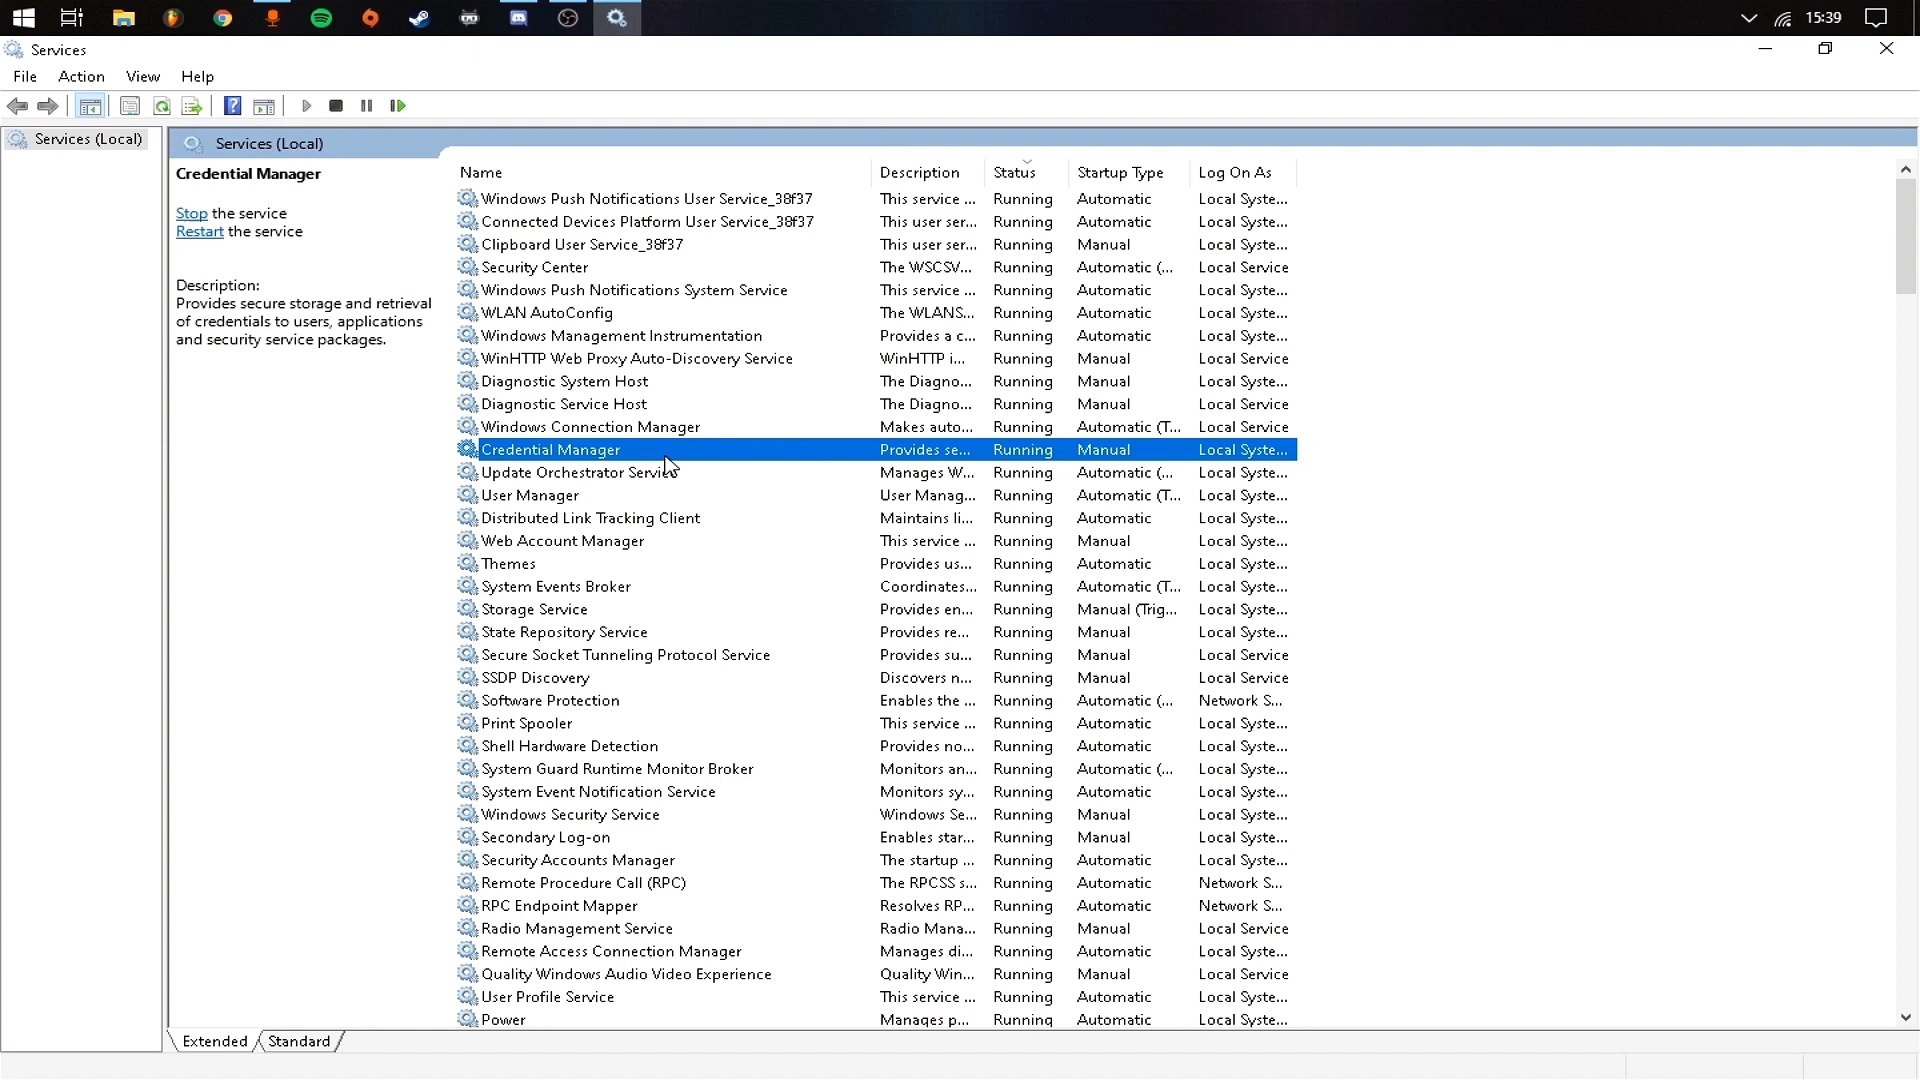 15:39
Services
File Action View Help
Services (Local)
Services (Local)
Credential Manager
Stop the service
Restart the service
Description:
Provides secure storage and retrieval
of credentials to users, applications
and security service packages.
Name Description Status Startup Type Log On As
Windows Push Notifications User Service_38f37 This service ... Running Automatic Local Syste...
Connected Devices Platform User Service_38f37 This user ser... Running Automatic Local Syste...
Clipboard User Service_38f37 This user ser... Running Manual Local Syste...
Security Center The WSCSV... Running Automatic (... Local Service
Windows Push Notifications System Service This service ... Running Automatic Local Syste...
WLAN AutoConfig The WLANS... Running Automatic Local Syste...
Windows Management Instrumentation Provides a c... Running Automatic Local Syste...
WinHTTP Web Proxy Auto-Discovery Service WinHTTP i... Running Manual Local Service
Diagnostic System Host The Diagno... Running Manual Local Syste...
Diagnostic Service Host The Diagno... Running Manual Local Service
Windows Connection Manager Makes auto... Running Automatic (T... Local Service
Credential Manager Provides se... Running Manual Local Syste...
Update Orchestrator Service Manages W... Running Automatic (... Local Syste...
User Manager User Manag... Running Automatic (T... Local Syste...
Distributed Link Tracking Client Maintains li... Running Automatic Local Syste...
Web Account Manager This service ... Running Manual Local Syste...
Themes Provides us... Running Automatic Local Syste...
System Events Broker Coordinates... Running Automatic (T... Local Syste...
Storage Service Provides en... Running Manual (Trig... Local Syste...
State Repository Service Provides re... Running Manual Local Syste...
Secure Socket Tunneling Protocol Service Provides su... Running Manual Local Service
SSDP Discovery Discovers n... Running Manual Local Service
Software Protection Enables the ... Running Automatic (... Network S...
Print Spooler This service ... Running Automatic Local Syste...
Shell Hardware Detection Provides no... Running Automatic Local Syste...
System Guard Runtime Monitor Broker Monitors an... Running Automatic (... Local Syste...
System Event Notification Service Monitors sy... Running Automatic Local Syste...
Windows Security Service Windows Se... Running Manual Local Syste...
Secondary Log-on Enables star... Running Manual Local Syste...
Security Accounts Manager The startup ... Running Automatic Local Syste...
Remote Procedure Call (RPC) The RPCSS s... Running Automatic Network S...
RPC Endpoint Mapper Resolves RP... Running Automatic Network S...
Radio Management Service Radio Mana... Running Manual Local Service
Remote Access Connection Manager Manages di... Running Automatic Local Syste...
Quality Windows Audio Video Experience Quality Win... Running Manual Local Service
User Profile Service This service ... Running Automatic Local Syste...
Power Manages p... Running Automatic Local Syste...
Extended Standard